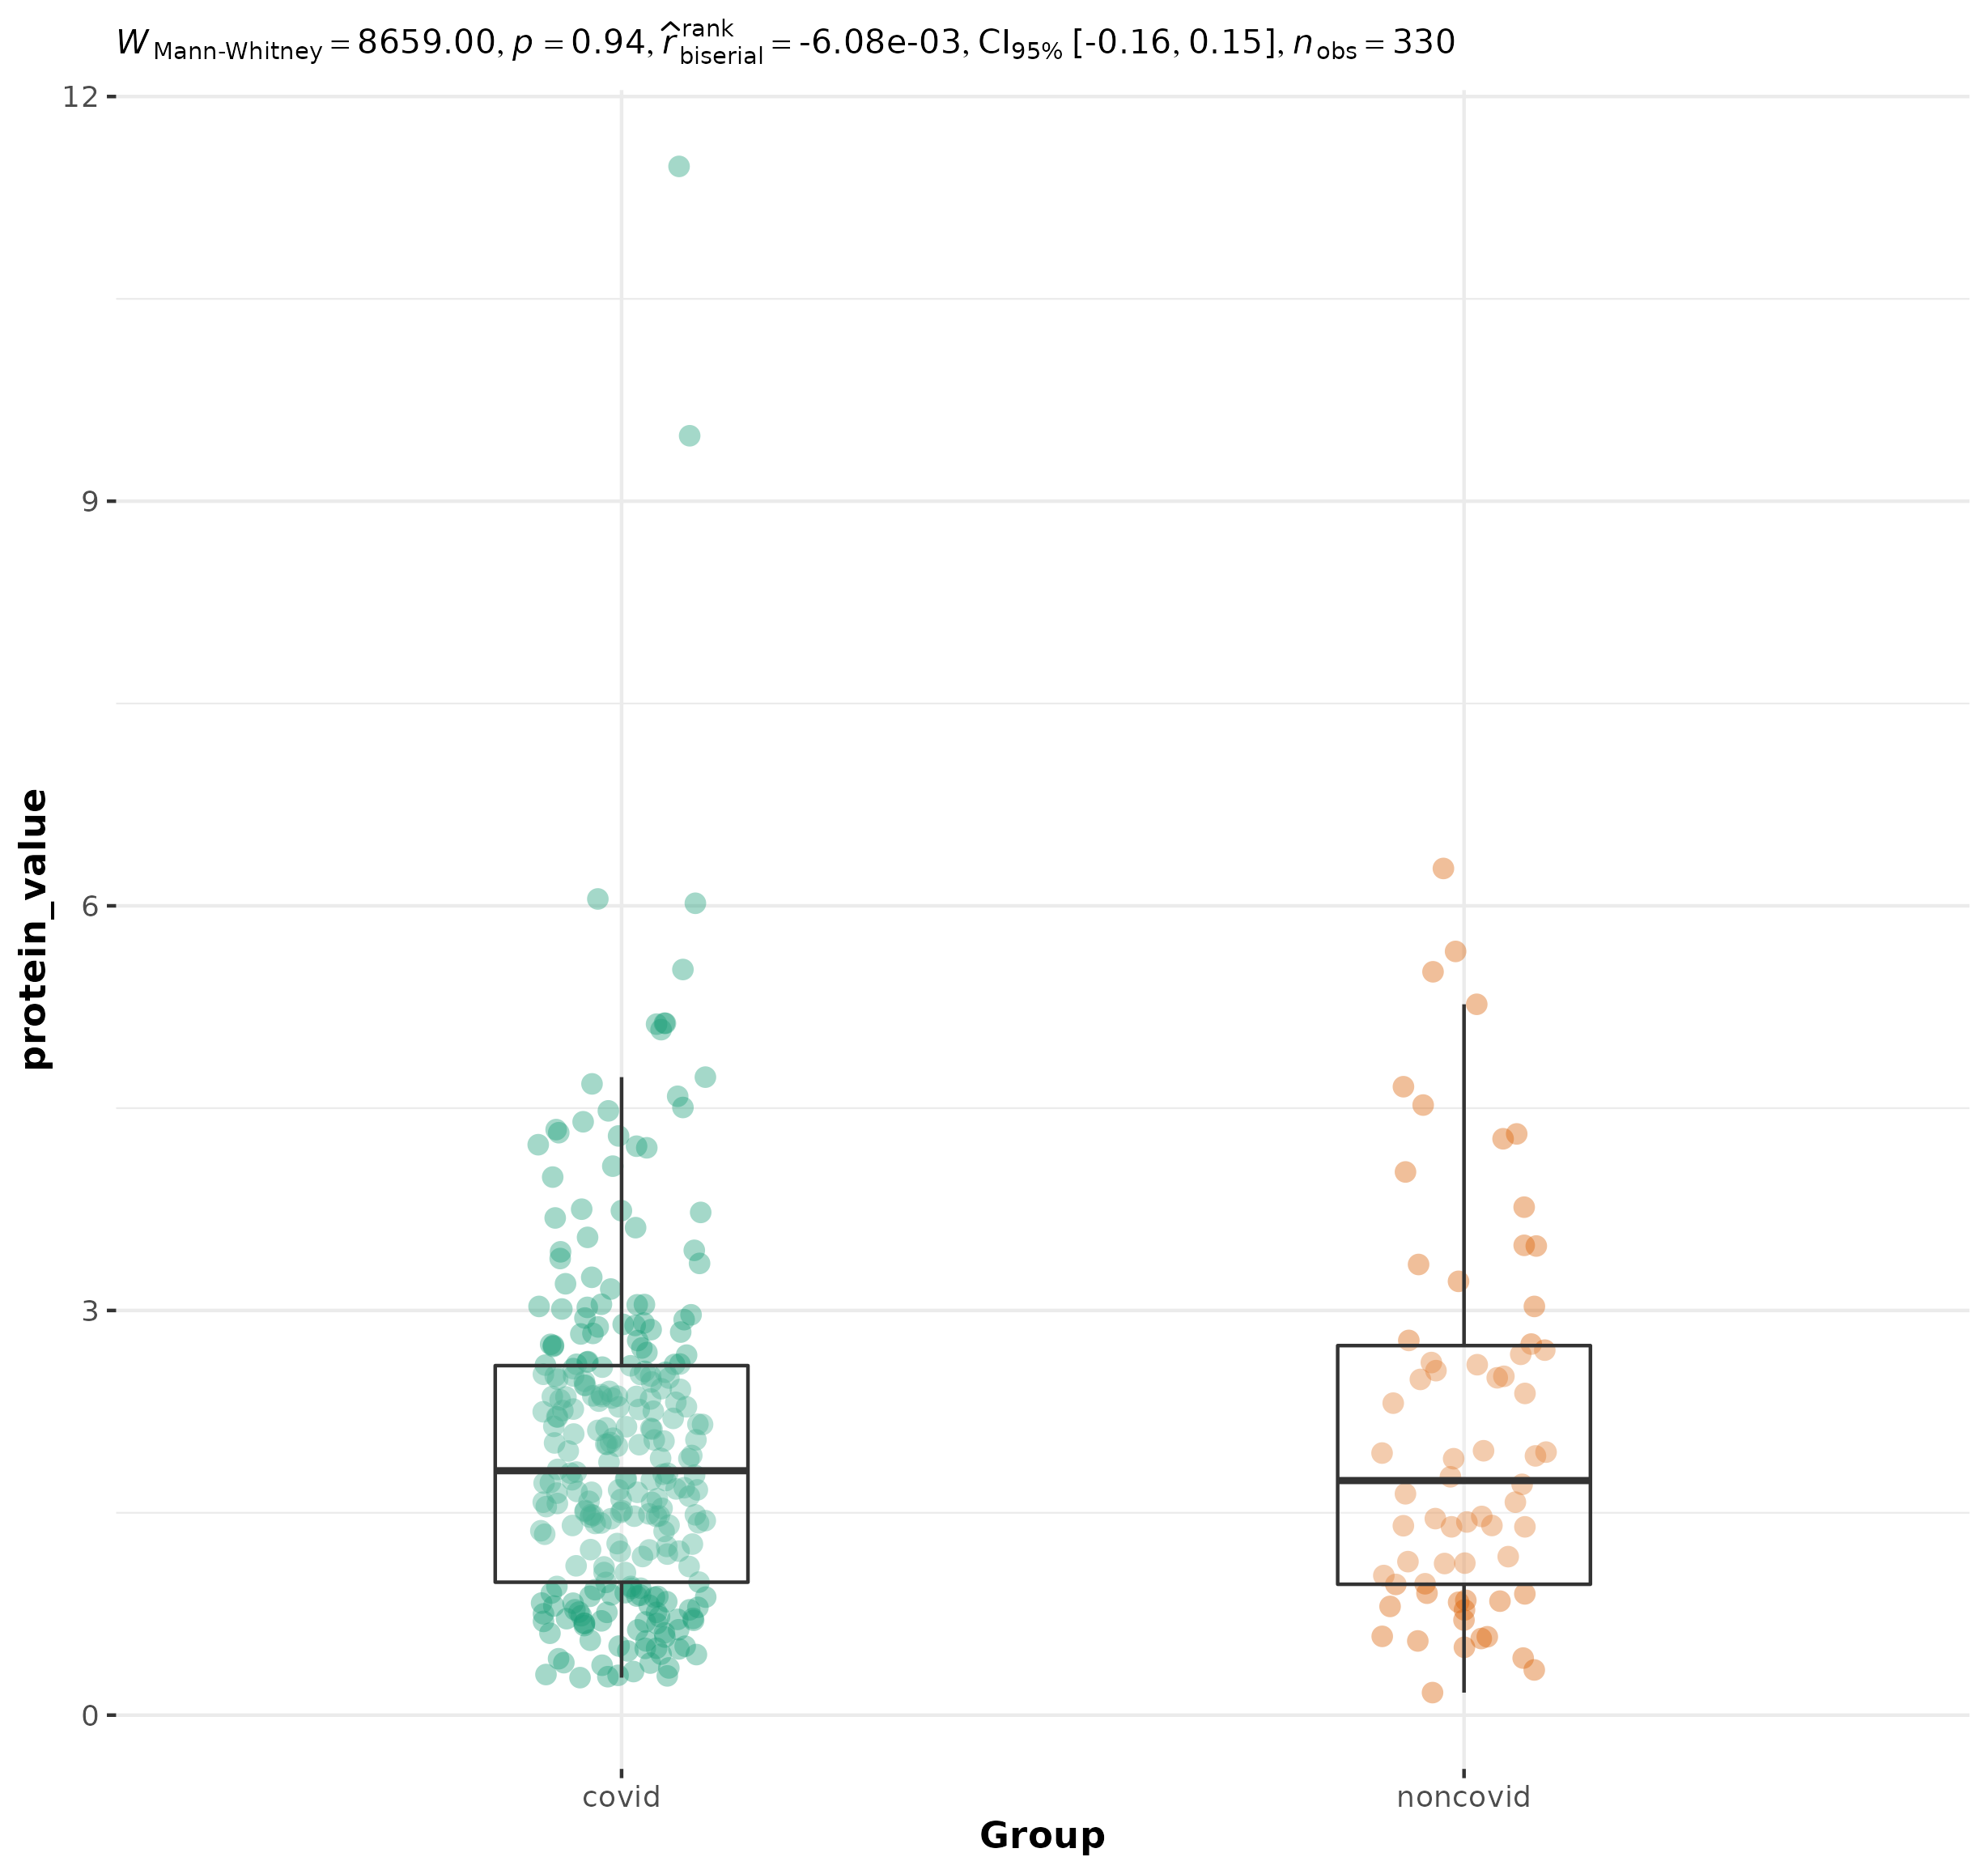 W Mann-Whitney = 8659.00, p = 0.94, r̂ rank biserial = -6.08e-03, CI95% [-0.16, 0.15], n obs = 330
12
9
6
3
0
protein_value
covid noncovid
Group